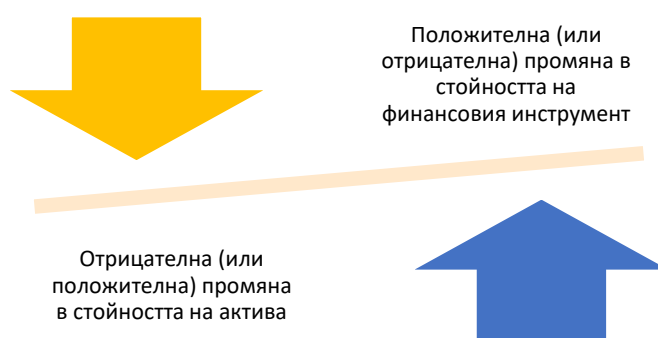 Положителна (или
отрицателна) промяна в
стойността на
финансовия инструмент
Отрицателна (или
положителна) промяна
в стойността на актива